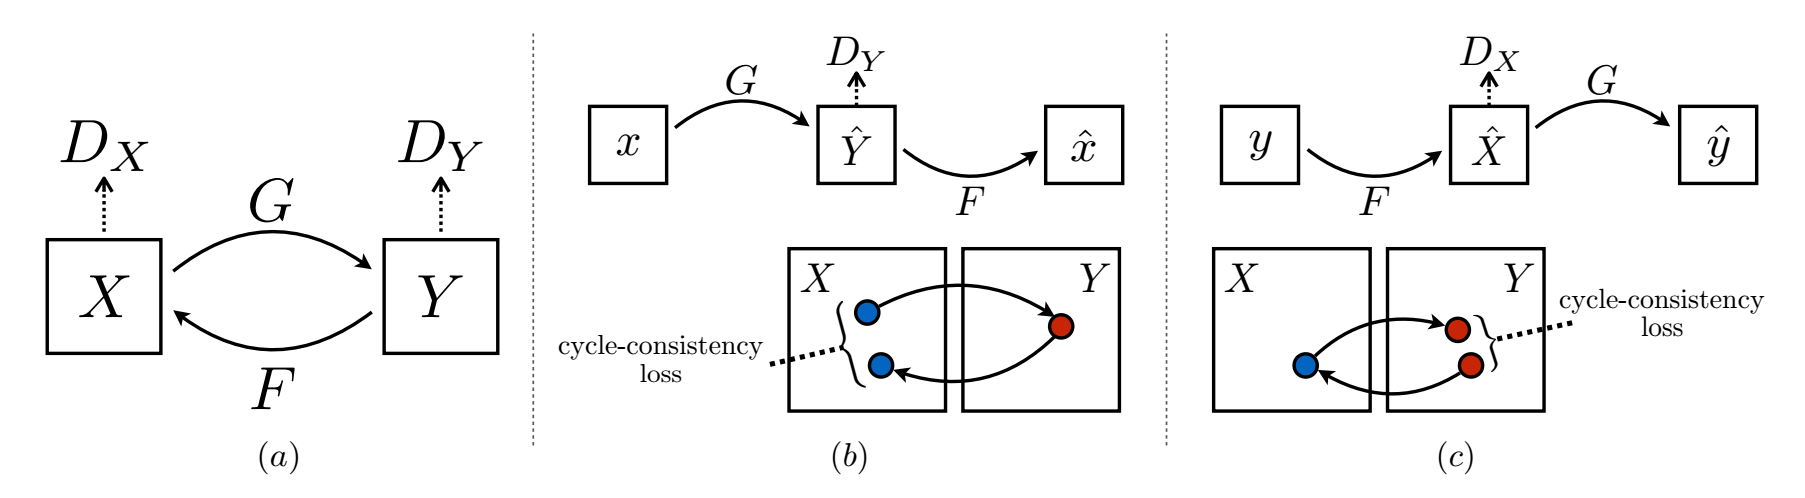 D_X
D_Y
G
X
Y
F
(a)
D_Y
G
x
Ŷ
x̂
F
X
Y
cycle-consistency
loss
(b)
D_X
G
y
X̂
ŷ
F
X
Y
cycle-consistency
loss
(c)